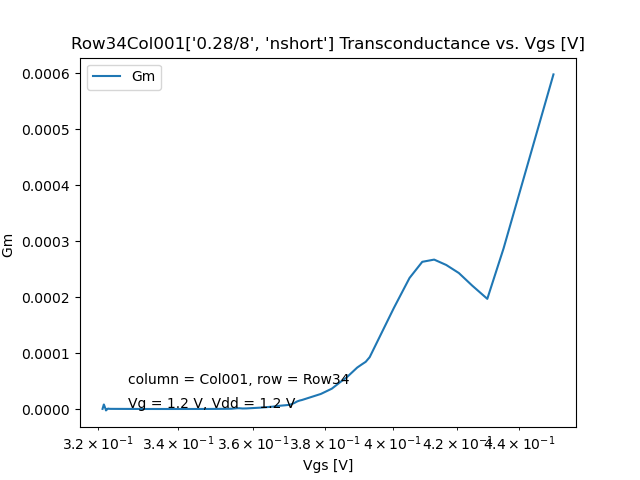 Row34Col001['0.28/8', 'nshort'] Transconductance vs. Vgs [V]
Gm
0.0006
0.0005
0.0004
0.0003
0.0002
0.0001
0.0000
Gm
column = Col001, row = Row34
Vg = 1.2 V, Vdd = 1.2 V
3.2 × 10⁻¹ 3.4 × 10⁻¹ 3.6 × 10⁻¹ 3.8 × 10⁻¹ 4 × 10⁻¹ 4.2 × 10⁻¹ 4.4 × 10⁻¹
Vgs [V]